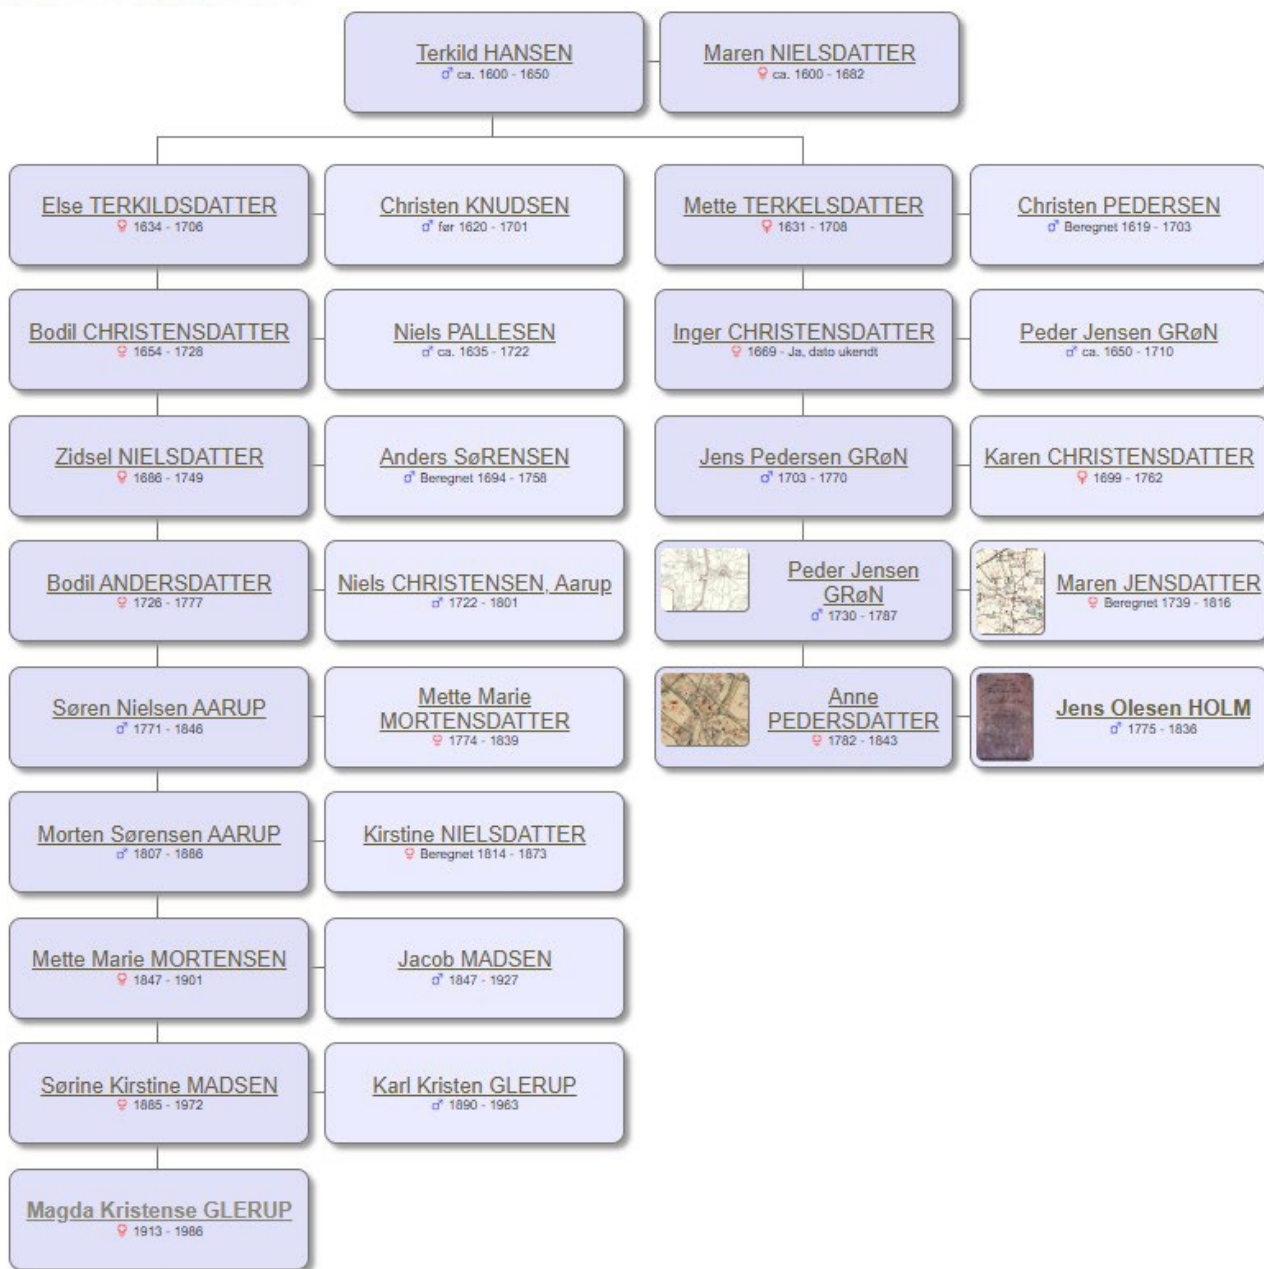 Terkild HANSEN
♂ ca. 1600 - 1650
Maren NIELSDATTER
♀ ca. 1600 - 1682
Else TERKILDSDATTER
♀ 1634 - 1706
Christen KNUDSEN
♂ før 1620 - 1701
Mette TERKELSDATTER
♀ 1631 - 1708
Christen PEDERSEN
♂ Beregnet 1619 - 1703
Bodil CHRISTENSDATTER
♀ 1654 - 1728
Niels PALLESEN
♂ ca. 1635 - 1722
Inger CHRISTENSDATTER
♀ 1669 - Ja, dato ukendt
Peder Jensen GRøN
♂ ca. 1650 - 1710
Zidsel NIELSDATTER
♀ 1686 - 1749
Anders SøRENSEN
♂ Beregnet 1694 - 1758
Jens Pedersen GRøN
♂ 1703 - 1770
Karen CHRISTENSDATTER
♀ 1699 - 1762
Bodil ANDERSDATTER
♀ 1726 - 1777
Niels CHRISTENSEN, Aarup
♂ 1722 - 1801
Peder Jensen
GRøN
♂ 1730 - 1787
Maren JENSDATTER
♀ Beregnet 1739 - 1816
Søren Nielsen AARUP
♂ 1771 - 1846
Mette Marie
MORTENSDATTER
♀ 1774 - 1839
Anne
PEDERSDATTER
♀ 1782 - 1843
Jens Olesen HOLM
♂ 1775 - 1836
Morten Sørensen AARUP
♂ 1807 - 1886
Kirstine NIELSDATTER
♀ Beregnet 1814 - 1873
Mette Marie MORTENSEN
♀ 1847 - 1901
Jacob MADSEN
♂ 1847 - 1927
Sørine Kirstine MADSEN
♀ 1885 - 1972
Karl Kristen GLERUP
♂ 1890 - 1963
Magda Kristense GLERUP
♀ 1913 - 1986